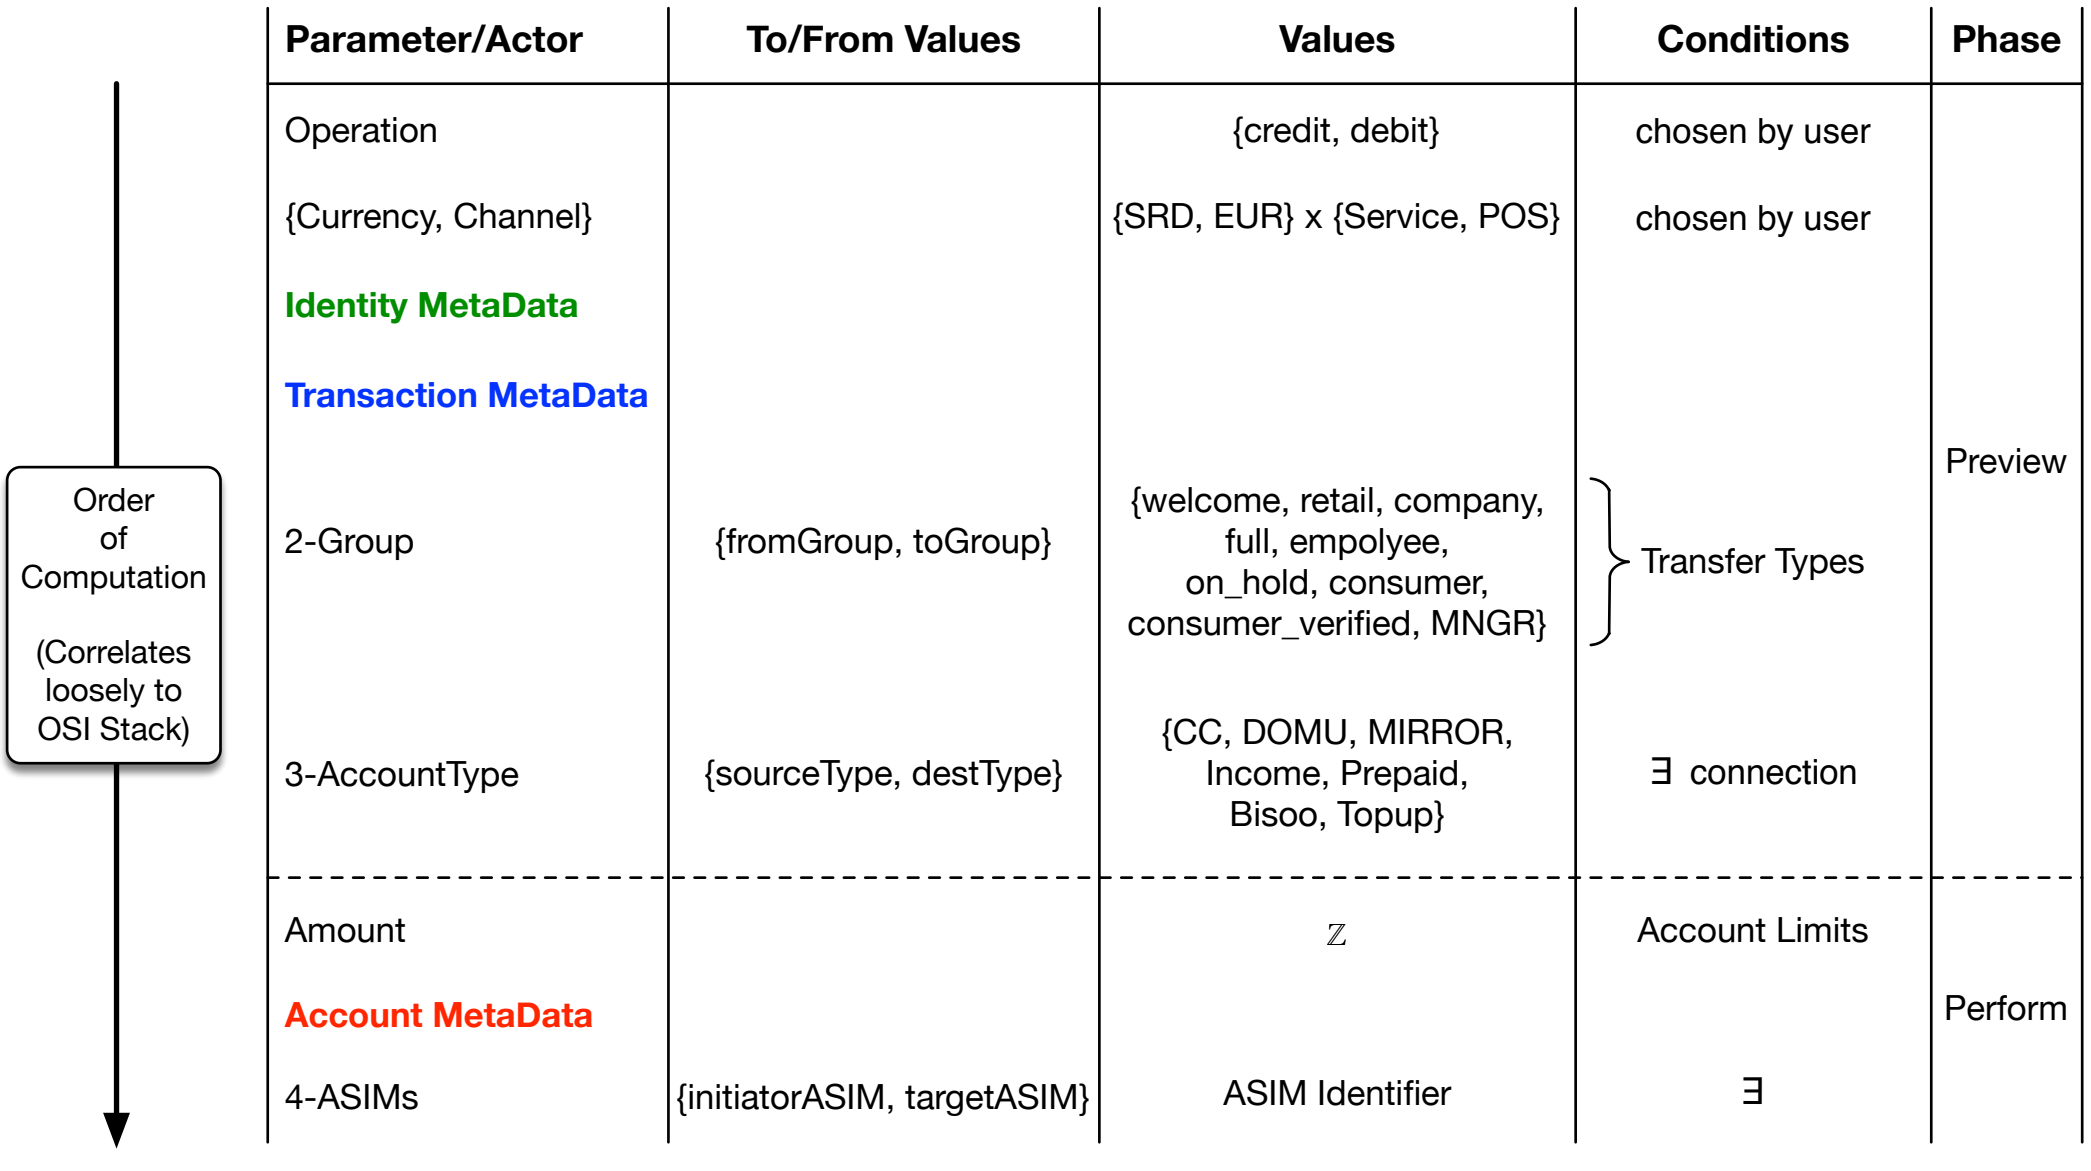 Parameter/Actor To/From Values Values Conditions Phase
Operation {credit, debit} chosen by user
{Currency, Channel} {SRD, EUR} x {Service, POS} chosen by user
Identity MetaData
Transaction MetaData
Preview
Order
of
Computation
(Correlates
loosely to
OSI Stack)
2-Group {fromGroup, toGroup}
{welcome, retail, company,
full, empolyee,
on_hold, consumer,
consumer_verified, MNGR}
Transfer Types
3-AccountType {sourceType, destType}
{CC, DOMU, MIRROR,
Income, Prepaid,
Bisoo, Topup}
∃ connection
Amount ℤ Account Limits
Account MetaData
Perform
4-ASIMs {initiatorASIM, targetASIM} ASIM Identifier ∃